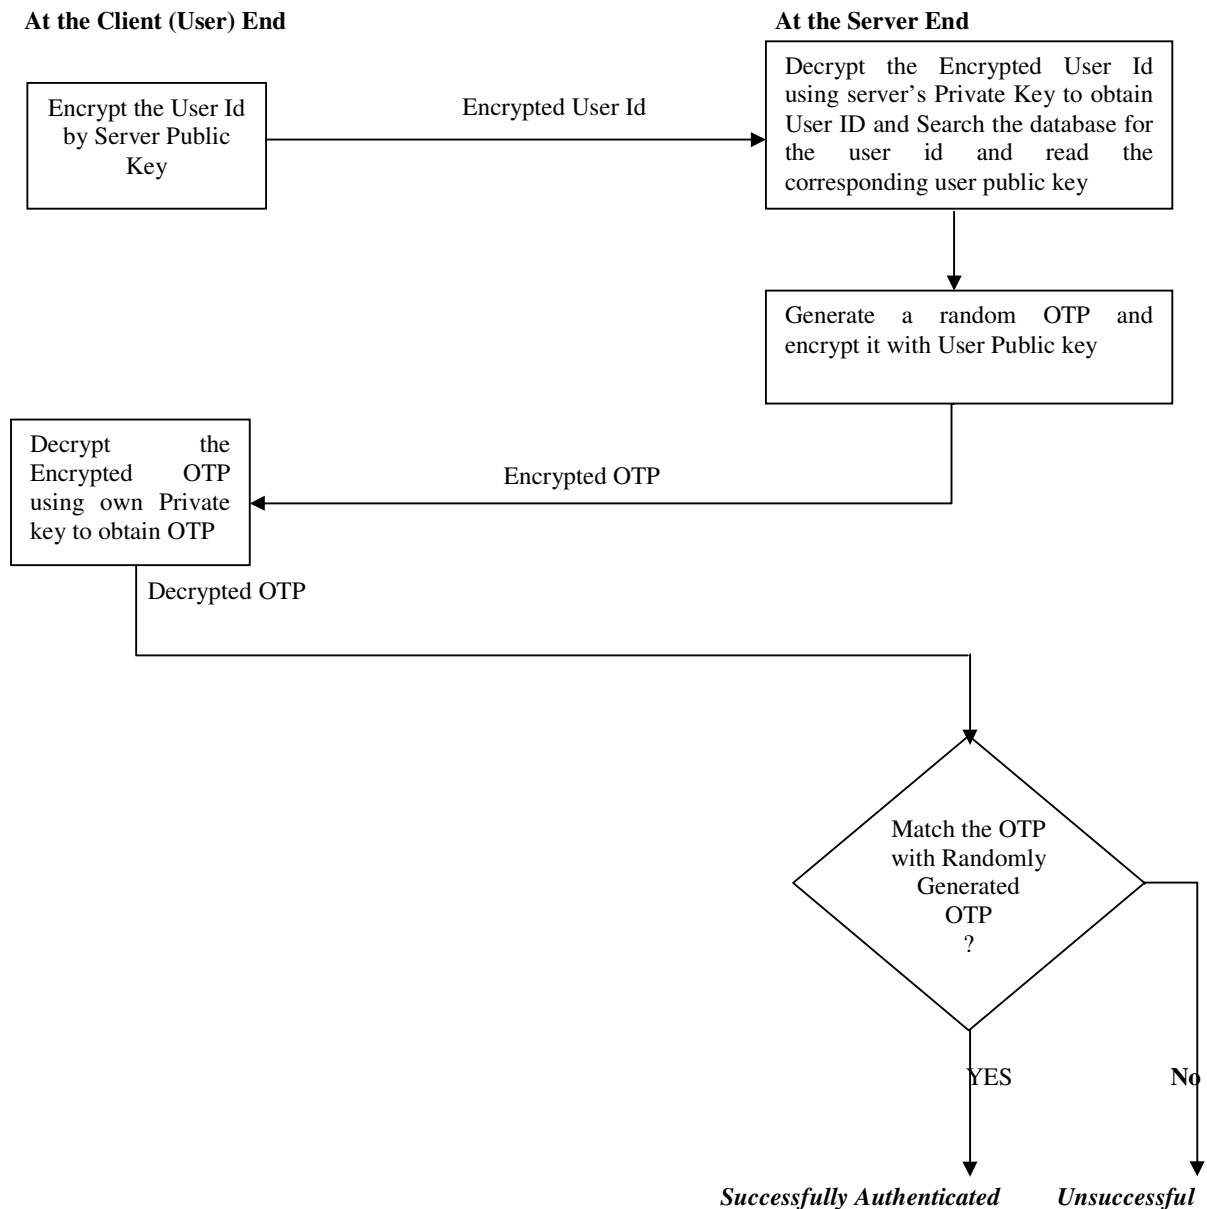 At the Client (User) End
At the Server End
Encrypt the User Id
by Server Public
Key
Encrypted User Id
Decrypt the Encrypted User Id
using server's Private Key to obtain
User ID and Search the database for
the user id and read the
corresponding user public key
Generate a random OTP and
encrypt it with User Public key
Decrypt the
Encrypted OTP
using own Private
key to obtain OTP
Encrypted OTP
Decrypted OTP
Match the OTP
with Randomly
Generated
OTP
?
YES
No
Successfully Authenticated
Unsuccessful